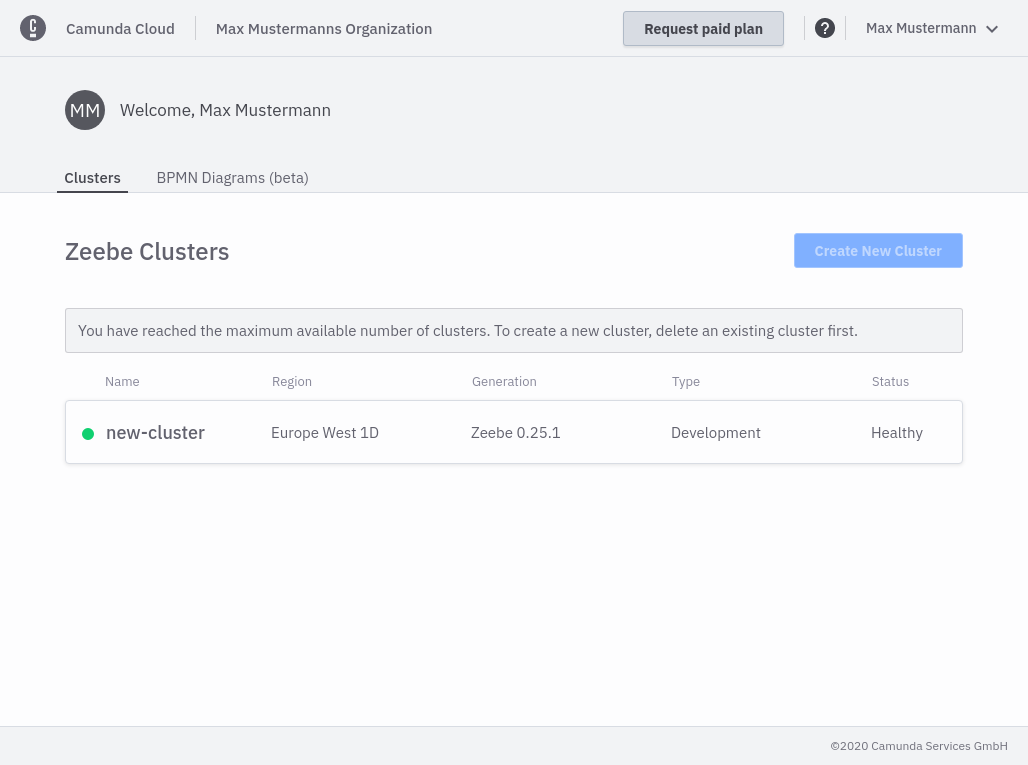 Camunda Cloud
Max Mustermanns Organization
Request paid plan
?
Max Mustermann
MM
Welcome, Max Mustermann
Clusters
BPMN Diagrams (beta)
Zeebe Clusters
Create New Cluster
You have reached the maximum available number of clusters. To create a new cluster, delete an existing cluster first.
Name Region Generation Type Status
new-cluster Europe West 1D Zeebe 0.25.1 Development Healthy
©2020 Camunda Services GmbH